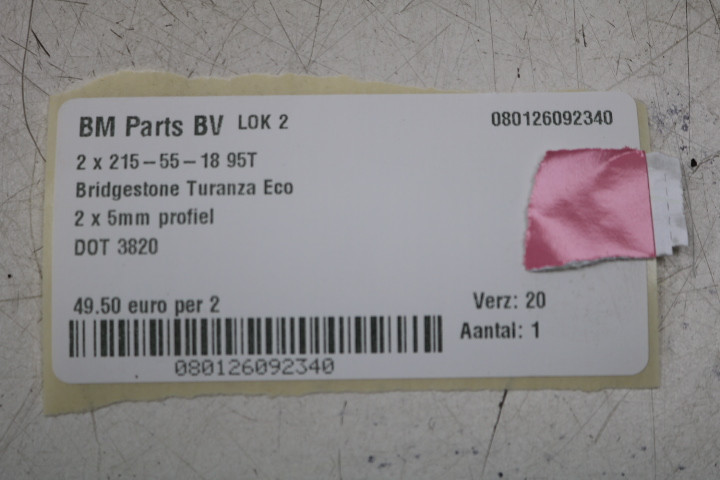 BM Parts BV LOK 2 080126092340
2 x 215-55-18 95T
Bridgestone Turanza Eco
2 x 5mm profiel
DOT 3820
49.50 euro per 2 Verz: 20
Aantal: 1
080126092340